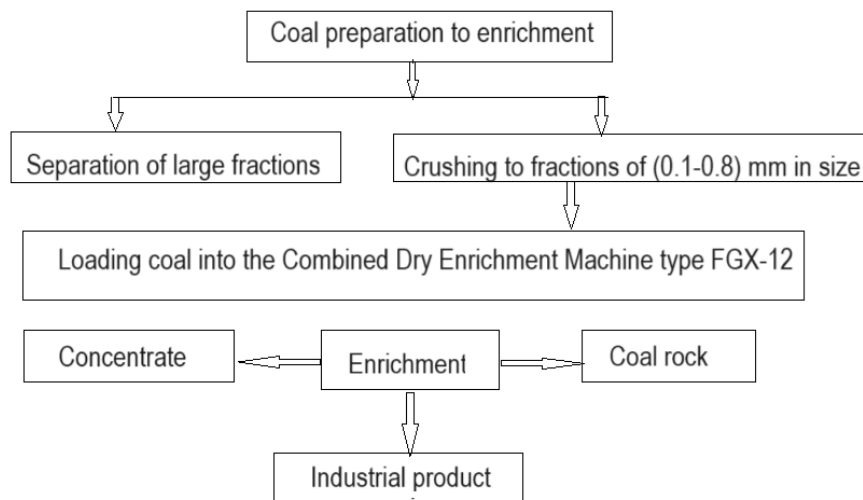 Coal preparation to enrichment
Separation of large fractions
Crushing to fractions of (0.1-0.8) mm in size
Loading coal into the Combined Dry Enrichment Machine type FGX-12
Concentrate
Enrichment
Coal rock
Industrial product